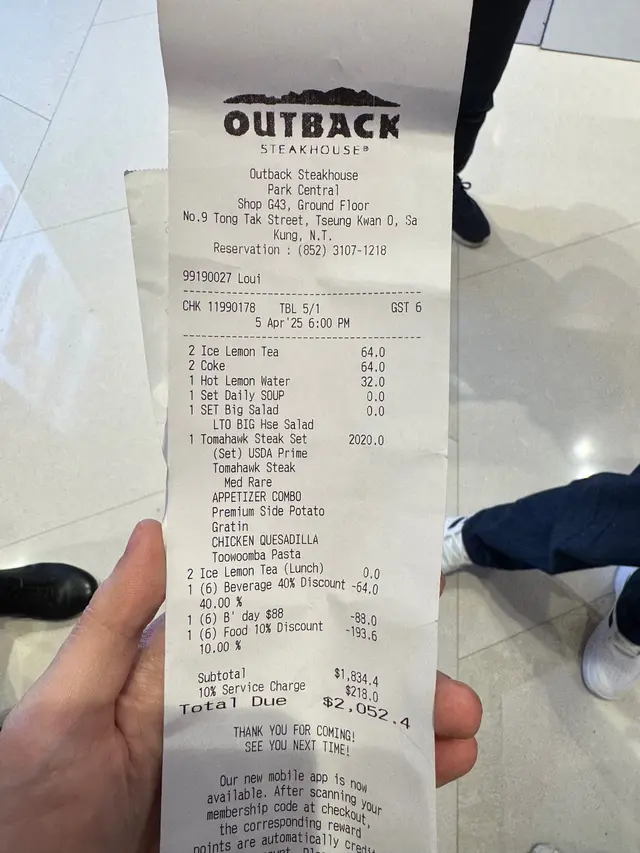 OUTBACK
STEAKHOUSE®
Outback Steakhouse
Park Central
Shop G43, Ground Floor
No.9 Tong Tak Street, Tseung Kwan O, Sa
Kung, N.T.
Reservation : (852) 3107-1218
99190027 Loui
CHK 11990178 TBL 5/1 GST 6
5 Apr'25 6:00 PM
2 Ice Lemon Tea 64.0
2 Coke 64.0
1 Hot Lemon Water 32.0
1 Set Daily SOUP 0.0
1 SET Big Salad 0.0
LTO BIG Hse Salad
1 Tomahawk Steak Set 2020.0
(Set) USDA Prime
Tomahawk Steak
Med Rare
APPETIZER COMBO
Premium Side Potato
Gratin
CHICKEN QUESADILLA
Toowoomba Pasta
2 Ice Lemon Tea (Lunch) 0.0
1 (6) Beverage 40% Discount -64.0
40.00 %
1 (6) B' day $88 -88.0
1 (6) Food 10% Discount -193.6
10.00 %
Subtotal $1,834.4
10% Service Charge $218.0
Total Due $2,052.4
THANK YOU FOR COMING!
SEE YOU NEXT TIME!
Our new mobile app is now
available. After scanning your
membership code at checkout,
the corresponding reward
points are automatically